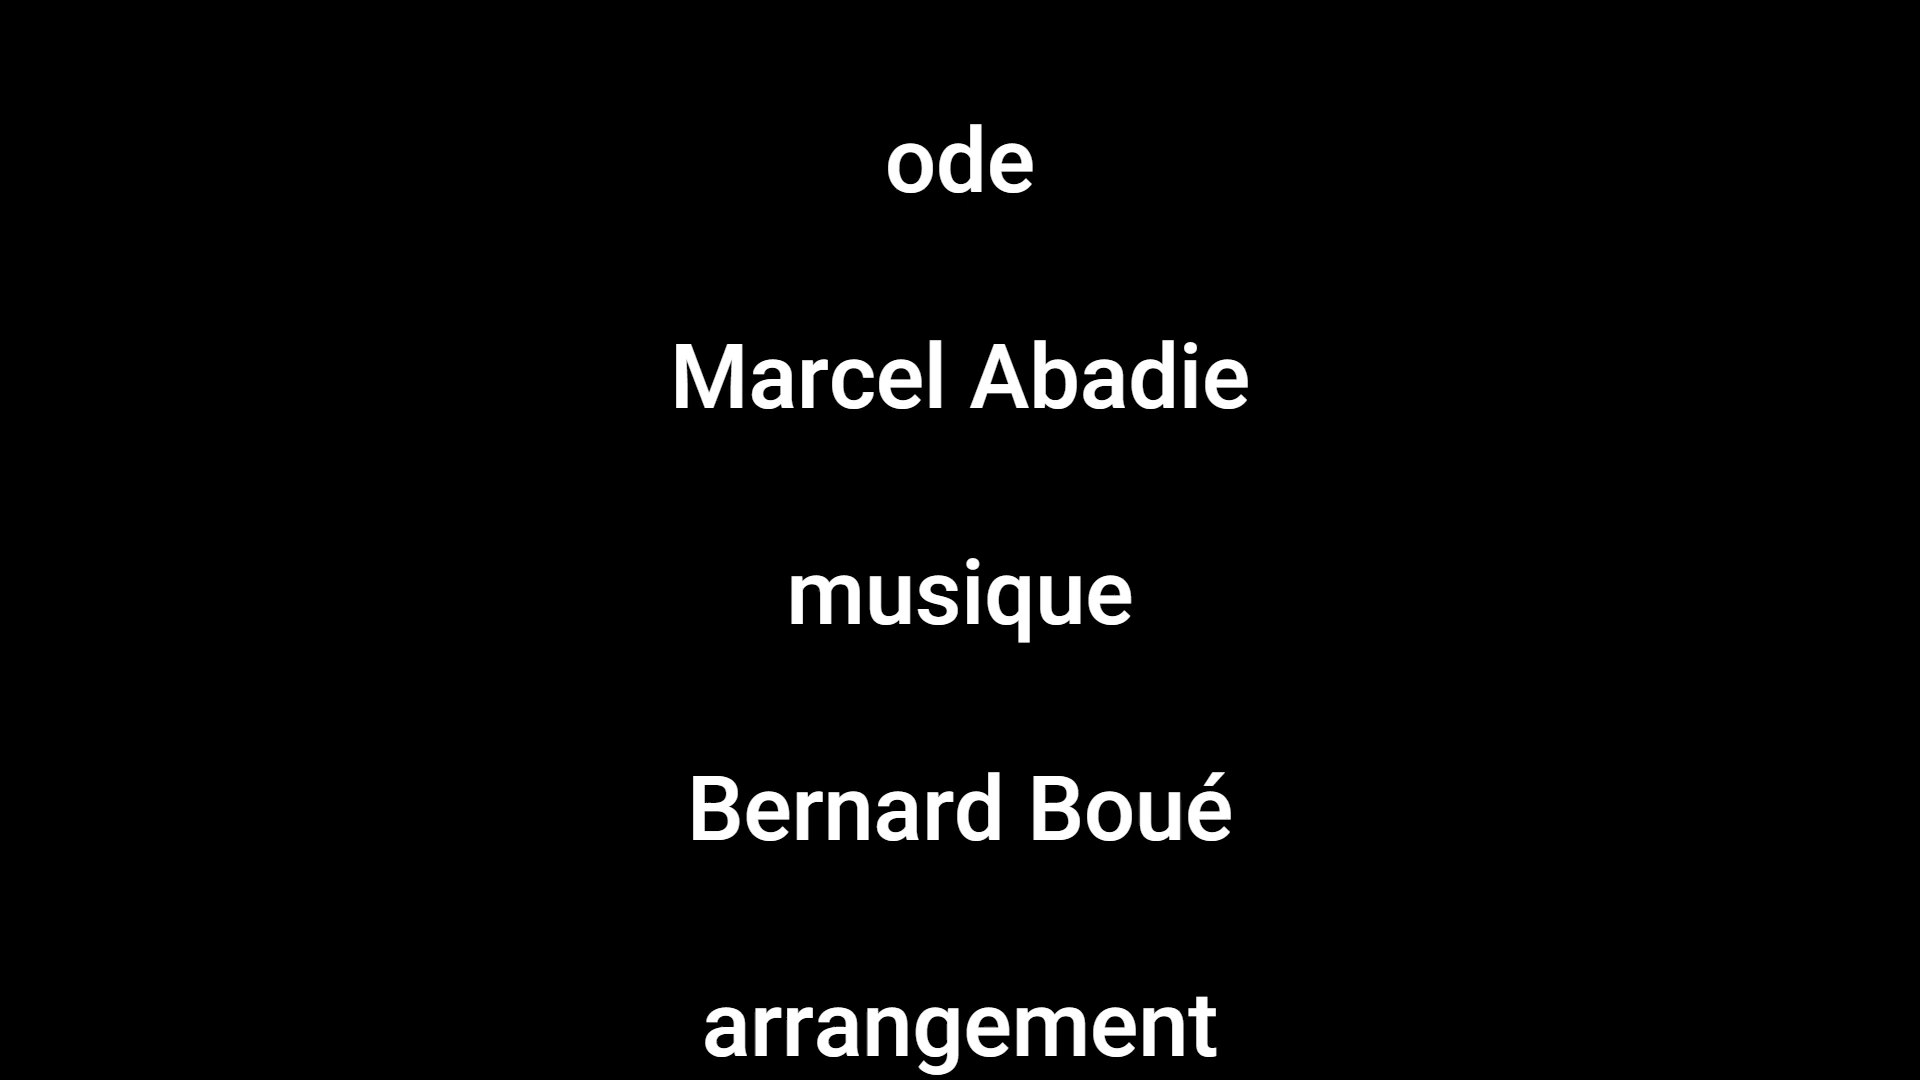 ode
Marcel Abadie
musique
Bernard Boué
arrangement